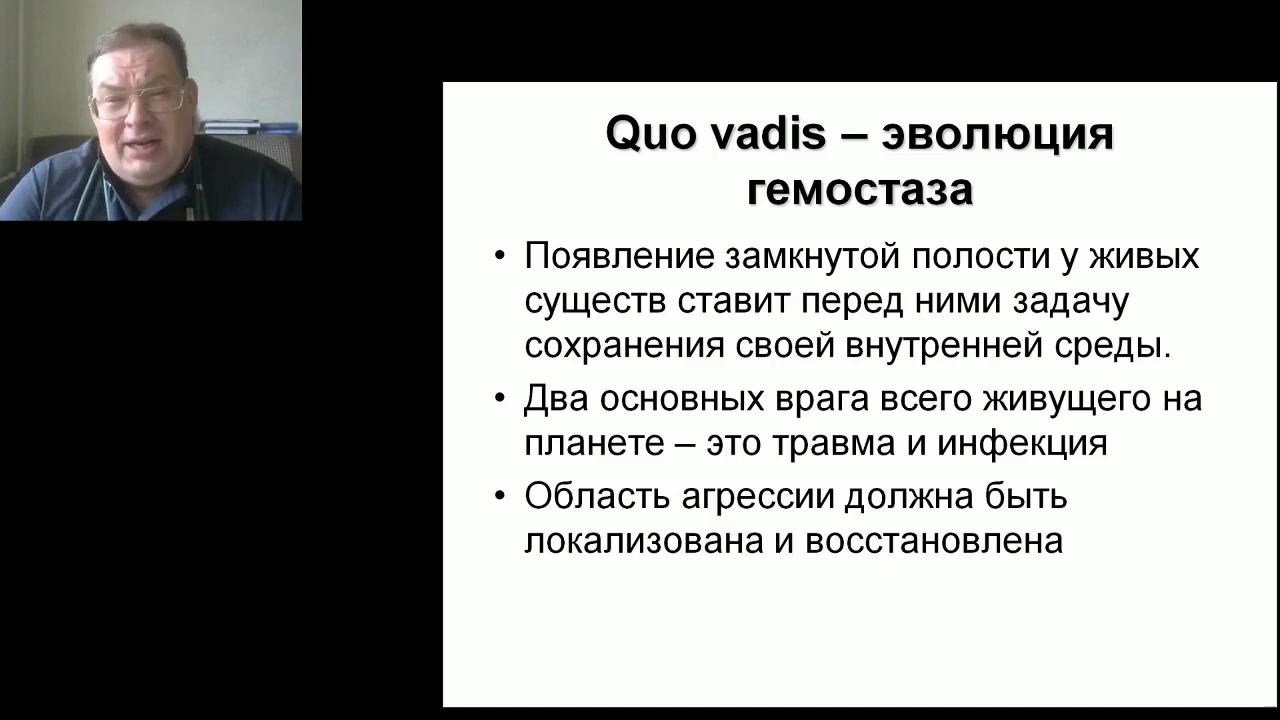 Quo vadis – эволюция
гемостаза
• Появление замкнутой полости у живых
существ ставит перед ними задачу
сохранения своей внутренней среды.
• Два основных врага всего живущего на
планете – это травма и инфекция
• Область агрессии должна быть
локализована и восстановлена